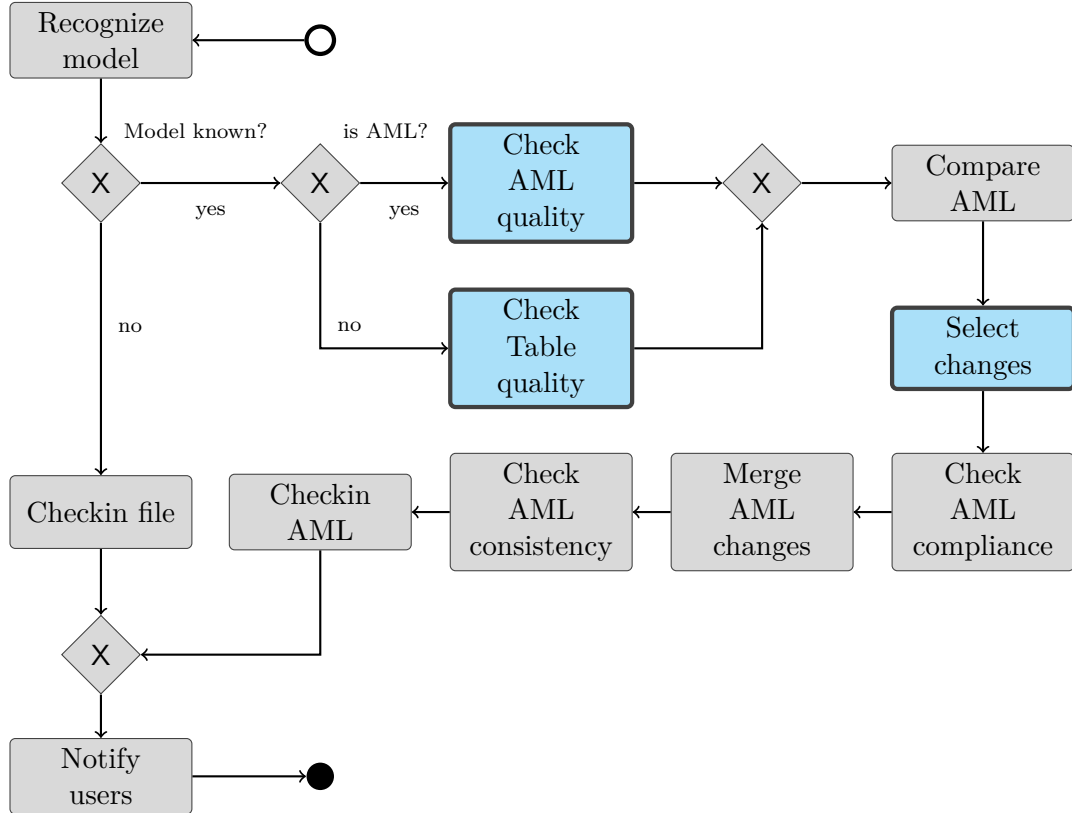 Recognize
model
Model known?
is AML?
X
yes
X
yes
Check
AML
quality
X
Compare
AML
no
no
Check
Table
quality
Select
changes
Checkin file
Checkin
AML
Check
AML
consistency
Merge
AML
changes
Check
AML
compliance
X
Notify
users